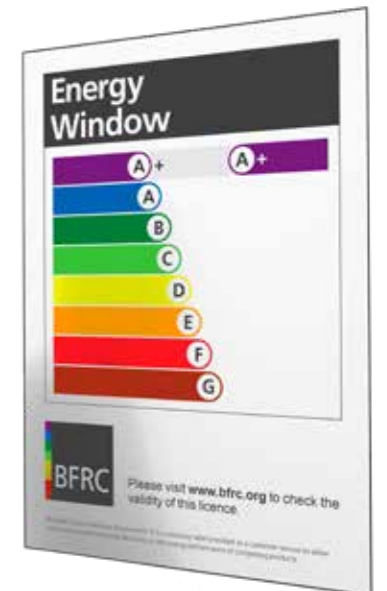 Energy
Window
A+ A+
A
B
C
D
E
F
G
BFRC
Please visit www.bfrc.org to check the
validity of this licence.